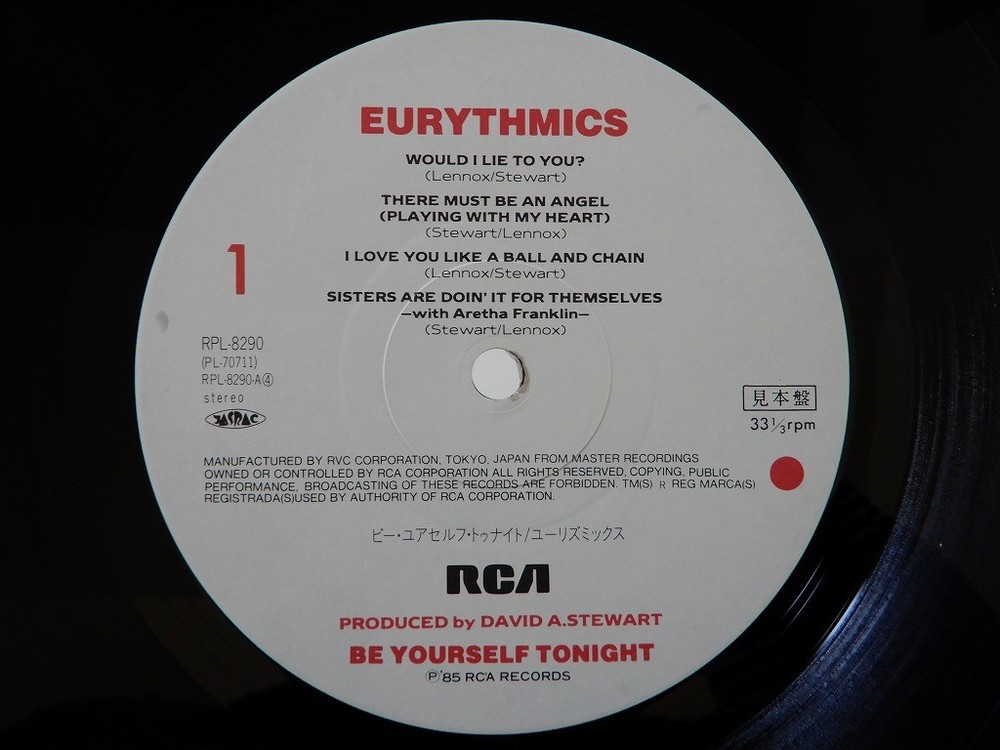 EURYTHMICS
WOULD I LIE TO YOU?
(Lennox/Stewart)
THERE MUST BE AN ANGEL
(PLAYING WITH MY HEART)
(Stewart/Lennox)
I LOVE YOU LIKE A BALL AND CHAIN
(Lennox/Stewart)
SISTERS ARE DOIN' IT FOR THEMSELVES
—with Aretha Franklin—
(Stewart/Lennox)
1
RPL-8290
(PL-70711)
RPL-8290-A④
stereo
JASRAC
見本盤
33⅓rpm
MANUFACTURED BY RVC CORPORATION, TOKYO, JAPAN FROM MASTER RECORDINGS
OWNED OR CONTROLLED BY RCA CORPORATION ALL RIGHTS RESERVED, COPYING, PUBLIC
PERFORMANCE, BROADCASTING OF THESE RECORDS ARE FORBIDDEN. TM(S) R REG MARCA(S)
REGISTRADA(S)USED BY AUTHORITY OF RCA CORPORATION.
ビー・ユアセルフ・トゥナイト/ユーリズミックス
RCA
PRODUCED by DAVID A.STEWART
BE YOURSELF TONIGHT
Ⓟ'85 RCA RECORDS